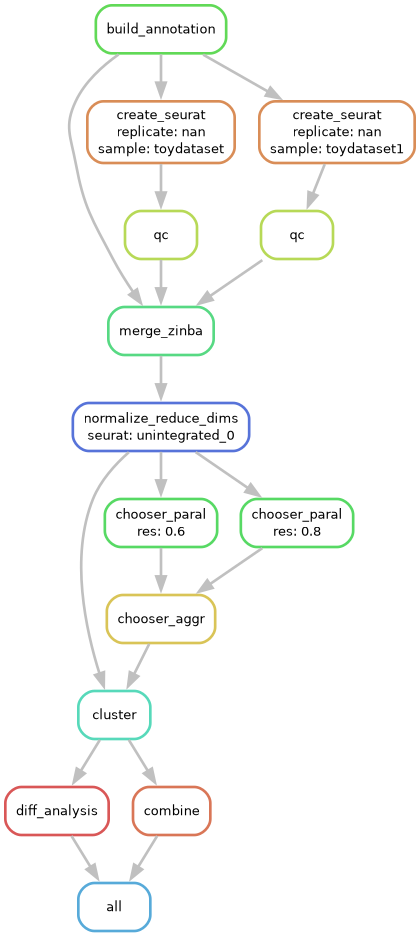 build_annotation
create_seurat
replicate: nan
sample: toydataset
create_seurat
replicate: nan
sample: toydataset1
qc
qc
merge_zinba
normalize_reduce_dims
seurat: unintegrated_0
chooser_paral
res: 0.6
chooser_paral
res: 0.8
chooser_aggr
cluster
diff_analysis
combine
all